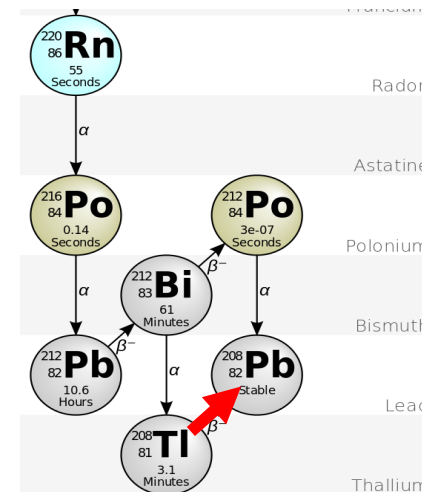 220
86 Rn
55
Seconds
α
216
84 Po
0.14
Seconds
212
84 Po
3e-07
Seconds
α
α
β⁻
212
83 Bi
61
Minutes
β⁻
α
212
82 Pb
10.6
Hours
208
82 Pb
Stable
β⁻
208
81 Tl
3.1
Minutes
Radon
Astatine
Polonium
Bismuth
Lead
Thallium